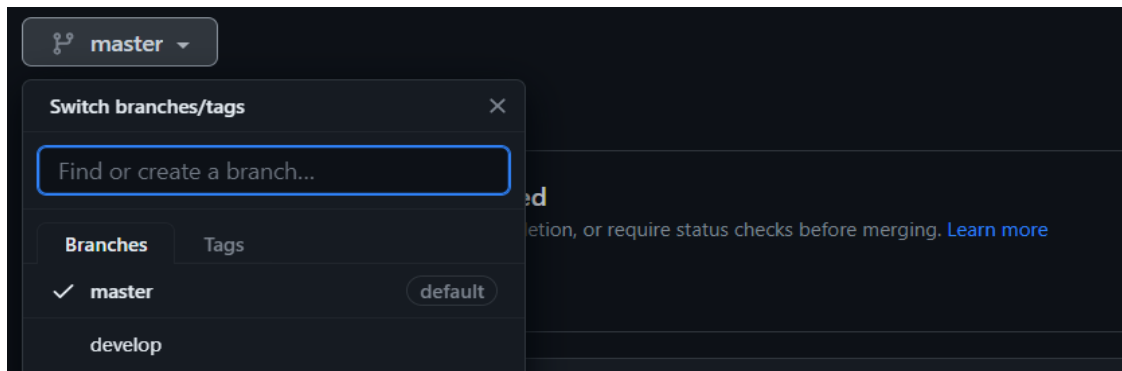 master
Switch branches/tags
Find or create a branch...
ed
etion, or require status checks before merging. Learn more
Branches Tags
master default
develop